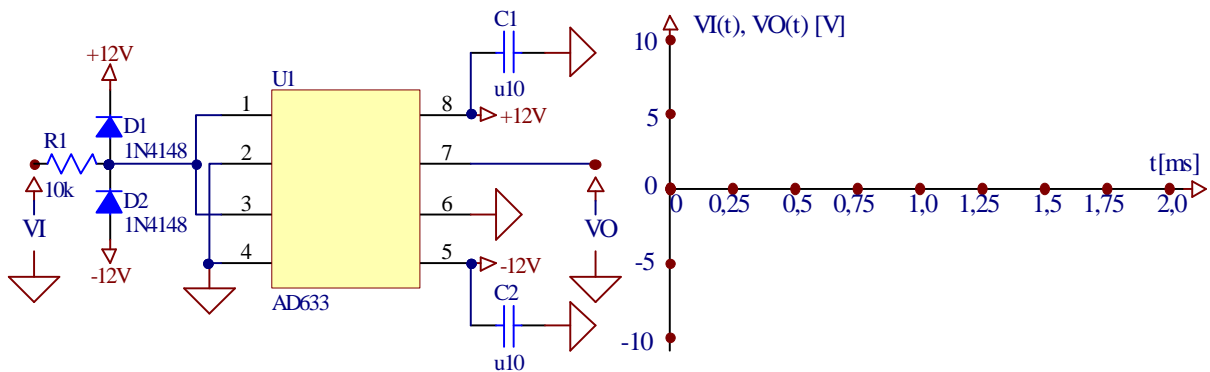 +12V
D1
1N4148
R1
10k
VI
D2
1N4148
-12V
U1
1
2
3
4
8
7
6
5
AD633
C1
u10
+12V
VO
-12V
C2
u10
VI(t), VO(t) [V]
10
5
0
-5
-10
0 0,25 0,5 0,75 1,0 1,25 1,5 1,75 2,0
t[ms]